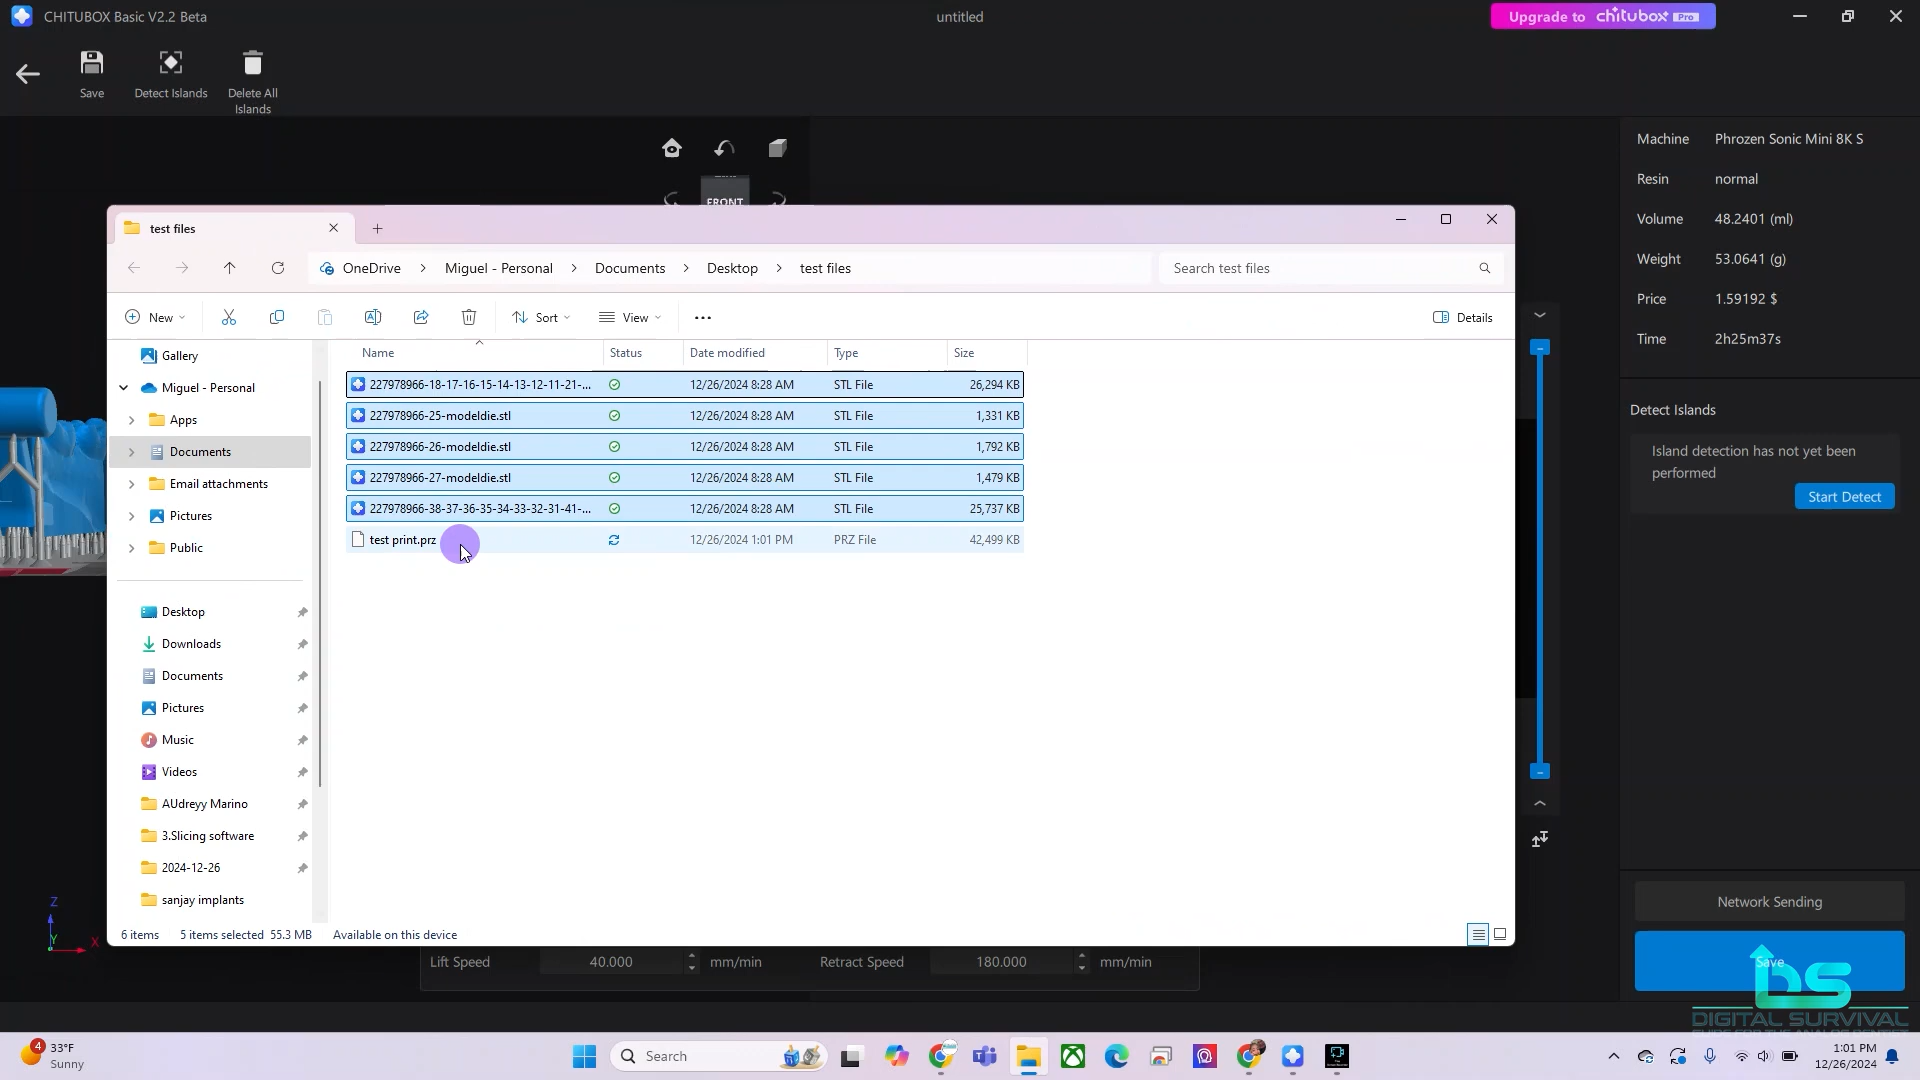 CHITUBOX Basic V2.2 Beta
untitled
Upgrade to chitubox Pro
Save
Detect Islands
Delete All
Islands
FRONT
Machine Phrozen Sonic Mini 8K S
Resin normal
Volume 48.2401 (ml)
Weight 53.0641 (g)
Price 1.59192 $
Time 2h25m37s
Detect Islands
Island detection has not yet been
performed
Start Detect
Network Sending
Save
test files
OneDrive > Miguel - Personal > Documents > Desktop > test files
Search test files
New
Sort
View
Details
Gallery
Miguel - Personal
Apps
Documents
Email attachments
Pictures
Public
Desktop
Downloads
Documents
Pictures
Music
Videos
AUdreyy Marino
3.Slicing software
2024-12-26
sanjay implants
Name Status Date modified Type Size
227978966-18-17-16-15-14-13-12-11-21-... 12/26/2024 8:28 AM STL File 26,294 KB
227978966-25-modeldie.stl 12/26/2024 8:28 AM STL File 1,331 KB
227978966-26-modeldie.stl 12/26/2024 8:28 AM STL File 1,792 KB
227978966-27-modeldie.stl 12/26/2024 8:28 AM STL File 1,479 KB
227978966-38-37-36-35-34-33-32-31-41-... 12/26/2024 8:28 AM STL File 25,737 KB
test print.prz 12/26/2024 1:01 PM PRZ File 42,499 KB
6 items 5 items selected 55.3 MB Available on this device
Z
Y
X
Lift Speed 40.000 mm/min Retract Speed 180.000 mm/min
DS
DIGITAL SURVIVAL
4
33°F
Sunny
Search
1:01 PM
12/26/2024